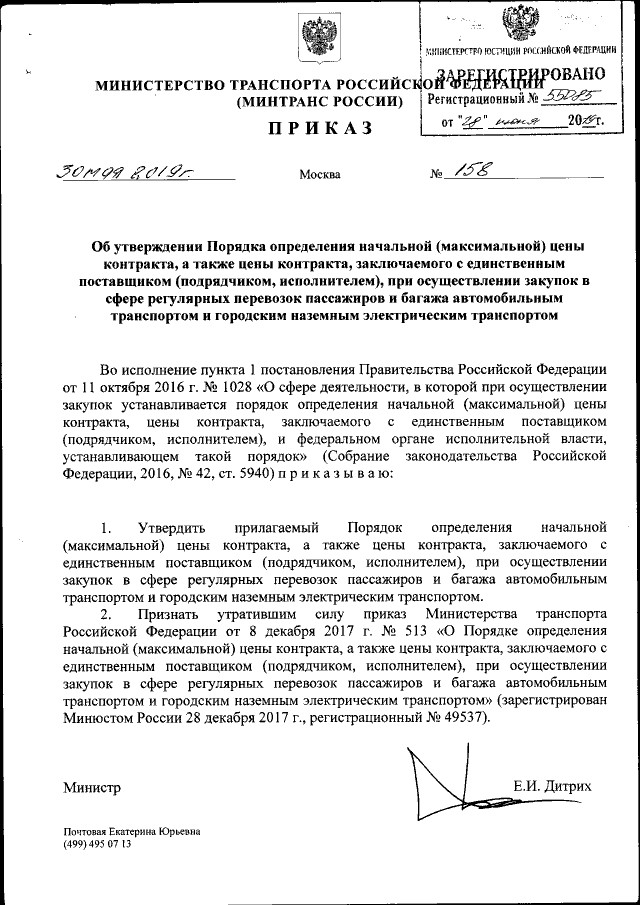 МИНИСТЕРСТВО ЮСТИЦИИ РОССИЙСКОЙ ФЕДЕРАЦИИ
ЗАРЕГИСТРИРОВАНО
Регистрационный № 55085
от "28" июня 2019г.
МИНИСТЕРСТВО ТРАНСПОРТА РОССИЙСКОЙ ФЕДЕРАЦИИ
(МИНТРАНС РОССИИ)
ПРИКАЗ
30 мая 2019г. Москва № 158
Об утверждении Порядка определения начальной (максимальной) цены
контракта, а также цены контракта, заключаемого с единственным
поставщиком (подрядчиком, исполнителем), при осуществлении закупок в
сфере регулярных перевозок пассажиров и багажа автомобильным
транспортом и городским наземным электрическим транспортом
Во исполнение пункта 1 постановления Правительства Российской Федерации
от 11 октября 2016 г. № 1028 «О сфере деятельности, в которой при осуществлении
закупок устанавливается порядок определения начальной (максимальной) цены
контракта, цены контракта, заключаемого с единственным поставщиком
(подрядчиком, исполнителем), и федеральном органе исполнительной власти,
устанавливающем такой порядок» (Собрание законодательства Российской
Федерации, 2016, № 42, ст. 5940) п р и к а з ы в а ю:
1. Утвердить прилагаемый Порядок определения начальной
(максимальной) цены контракта, а также цены контракта, заключаемого с
единственным поставщиком (подрядчиком, исполнителем), при осуществлении
закупок в сфере регулярных перевозок пассажиров и багажа автомобильным
транспортом и городским наземным электрическим транспортом.
2. Признать утратившим силу приказ Министерства транспорта
Российской Федерации от 8 декабря 2017 г. № 513 «О Порядке определения
начальной (максимальной) цены контракта, а также цены контракта, заключаемого с
единственным поставщиком (подрядчиком, исполнителем), при осуществлении
закупок в сфере регулярных перевозок пассажиров и багажа автомобильным
транспортом и городским наземным электрическим транспортом» (зарегистрирован
Минюстом России 28 декабря 2017 г., регистрационный № 49537).
Министр Е.И. Дитрих
Почтовая Екатерина Юрьевна
(499) 495 07 13